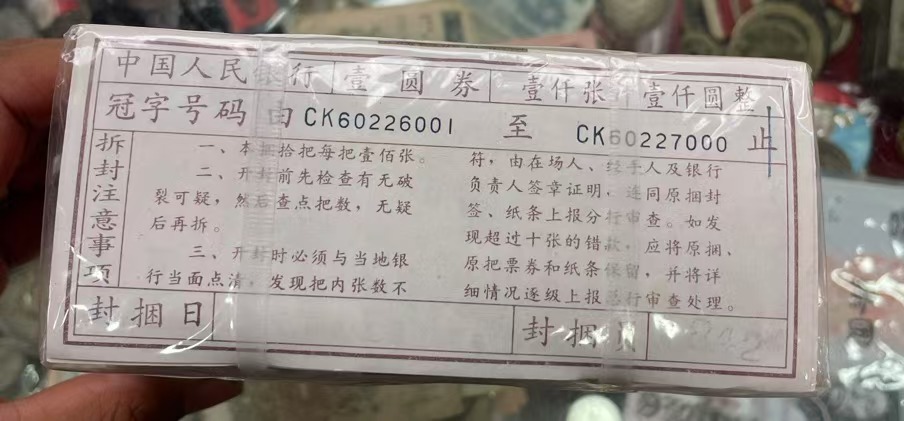 中国人民银行 壹圆券 壹仟张 壹仟圆整
冠字号码 由 CK60226001 至 CK60227000 止
拆封注意事项
一、本捆拾把每把壹佰张。
二、开封前先检查有无破
裂可疑，然后查点把数，无疑
后再拆。
三、开封时必须与当地银
行当面点清，发现把内张数不
符，由在场人、经手人及银行
负责人签章证明，连同原捆封
签、纸条上报分行审查。如发
现超过十张的错款，应将原捆、
原把票券和纸条保留，并将详
细情况逐级上报总行审查处理。
封捆日
封捆员